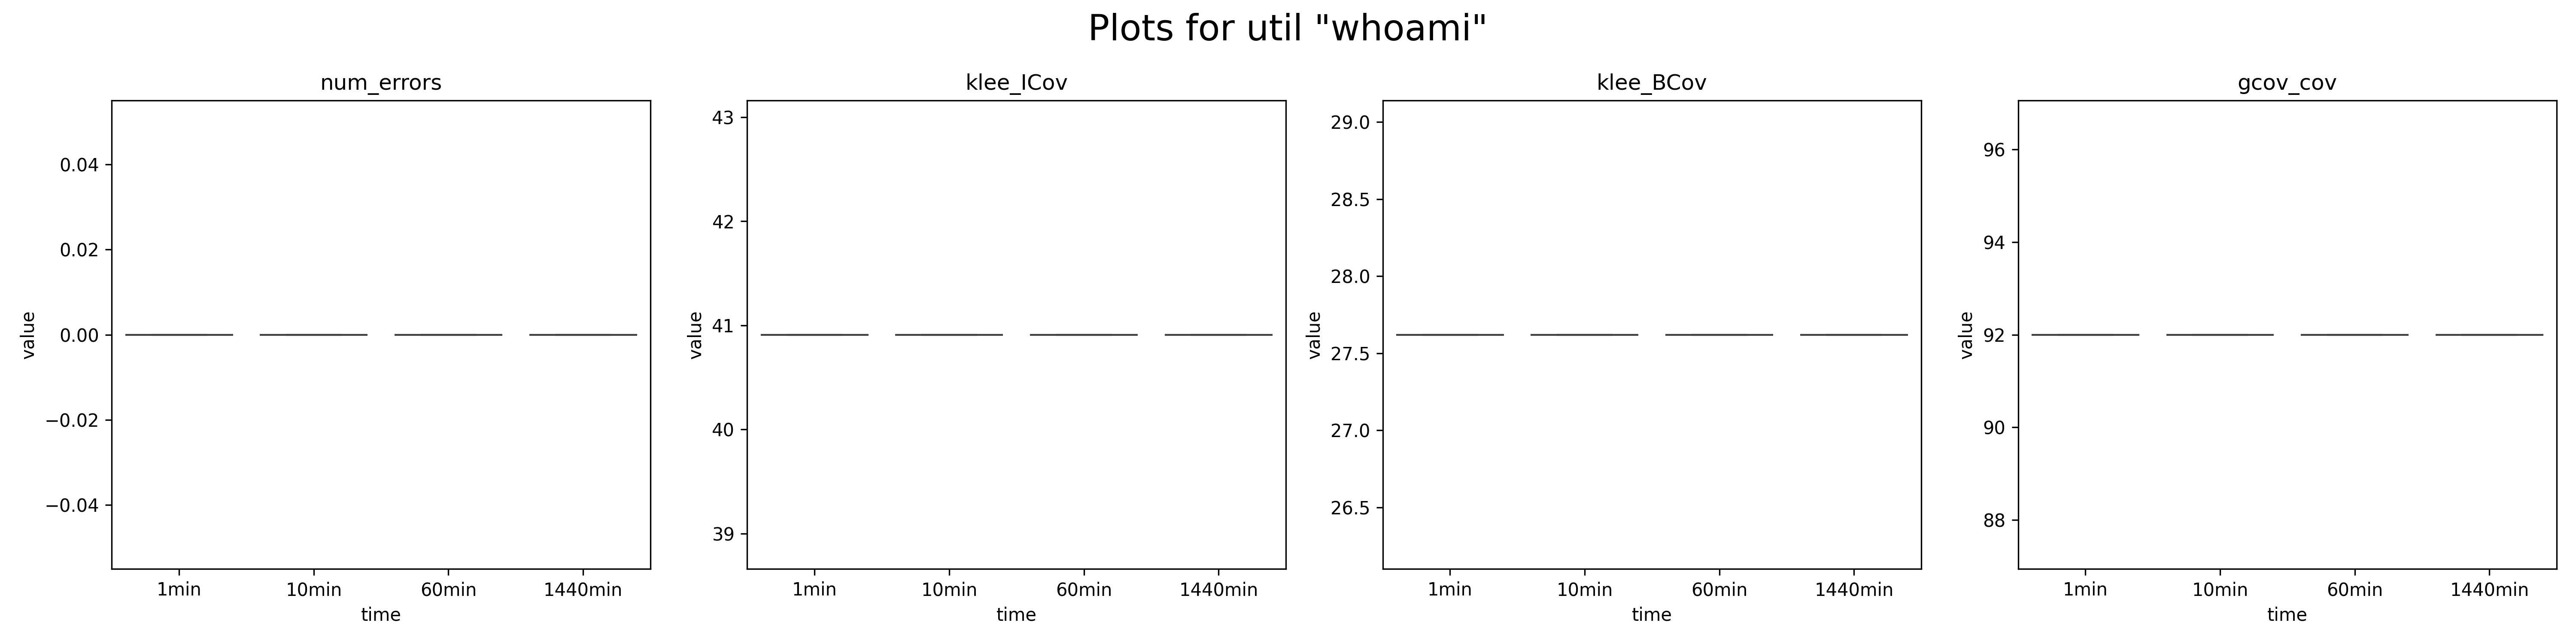 Plots for util "whoami"
num_errors
value
0.04
0.02
0.00
−0.02
−0.04
1min 10min 60min 1440min
time
klee_ICov
value
43
42
41
40
39
1min 10min 60min 1440min
time
klee_BCov
value
29.0
28.5
28.0
27.5
27.0
26.5
1min 10min 60min 1440min
time
gcov_cov
value
96
94
92
90
88
1min 10min 60min 1440min
time